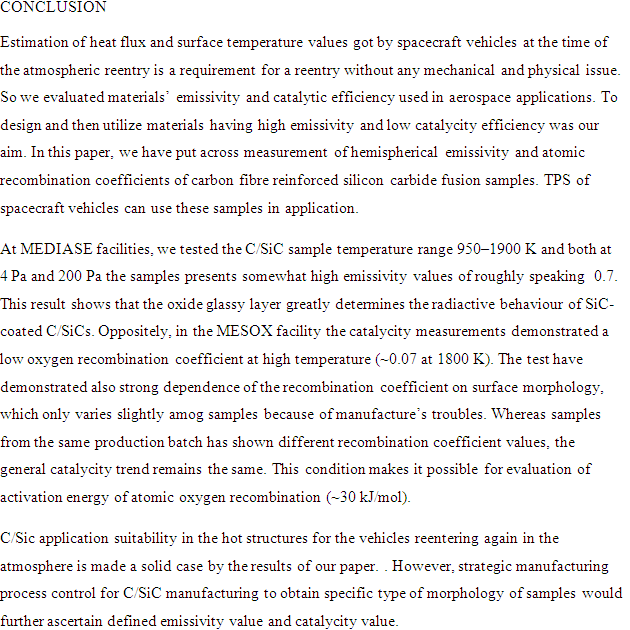 CONCLUSION
Estimation of heat flux and surface temperature values got by spacecraft vehicles at the time of
the atmospheric reentry is a requirement for a reentry without any mechanical and physical issue.
So we evaluated materials’ emissivity and catalytic efficiency used in aerospace applications. To
design and then utilize materials having high emissivity and low catalycity efficiency was our
aim. In this paper, we have put across measurement of hemispherical emissivity and atomic
recombination coefficients of carbon fibre reinforced silicon carbide fusion samples. TPS of
spacecraft vehicles can use these samples in application.
At MEDIASE facilities, we tested the C/SiC sample temperature range 950–1900 K and both at
4 Pa and 200 Pa the samples presents somewhat high emissivity values of roughly speaking 0.7.
This result shows that the oxide glassy layer greatly determines the radiactive behaviour of SiC-
coated C/SiCs. Oppositely, in the MESOX facility the catalycity measurements demonstrated a
low oxygen recombination coefficient at high temperature (~0.07 at 1800 K). The test have
demonstrated also strong dependence of the recombination coefficient on surface morphology,
which only varies slightly amog samples because of manufacture’s troubles. Whereas samples
from the same production batch has shown different recombination coefficient values, the
general catalycity trend remains the same. This condition makes it possible for evaluation of
activation energy of atomic oxygen recombination (~30 kJ/mol).
C/Sic application suitability in the hot structures for the vehicles reentering again in the
atmosphere is made a solid case by the results of our paper. . However, strategic manufacturing
process control for C/SiC manufacturing to obtain specific type of morphology of samples would
further ascertain defined emissivity value and catalycity value.